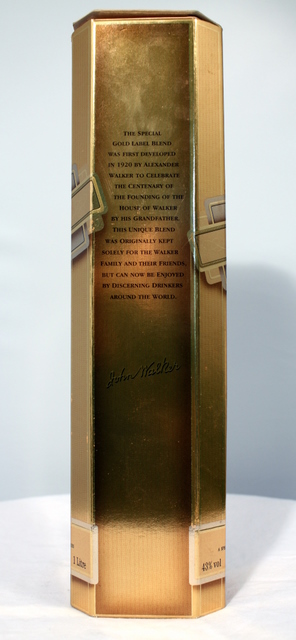 The Special
Gold Label Blend
was first developed
in 1920 by Alexander
Walker to celebrate
the centenary of
the founding of the
House of Walker
by his grandfather.
This unique blend
was originally kept
solely for the Walker
family and their friends,
but can now be enjoyed
by discerning drinkers
around the world.
John Walker
1 Litre
43% vol